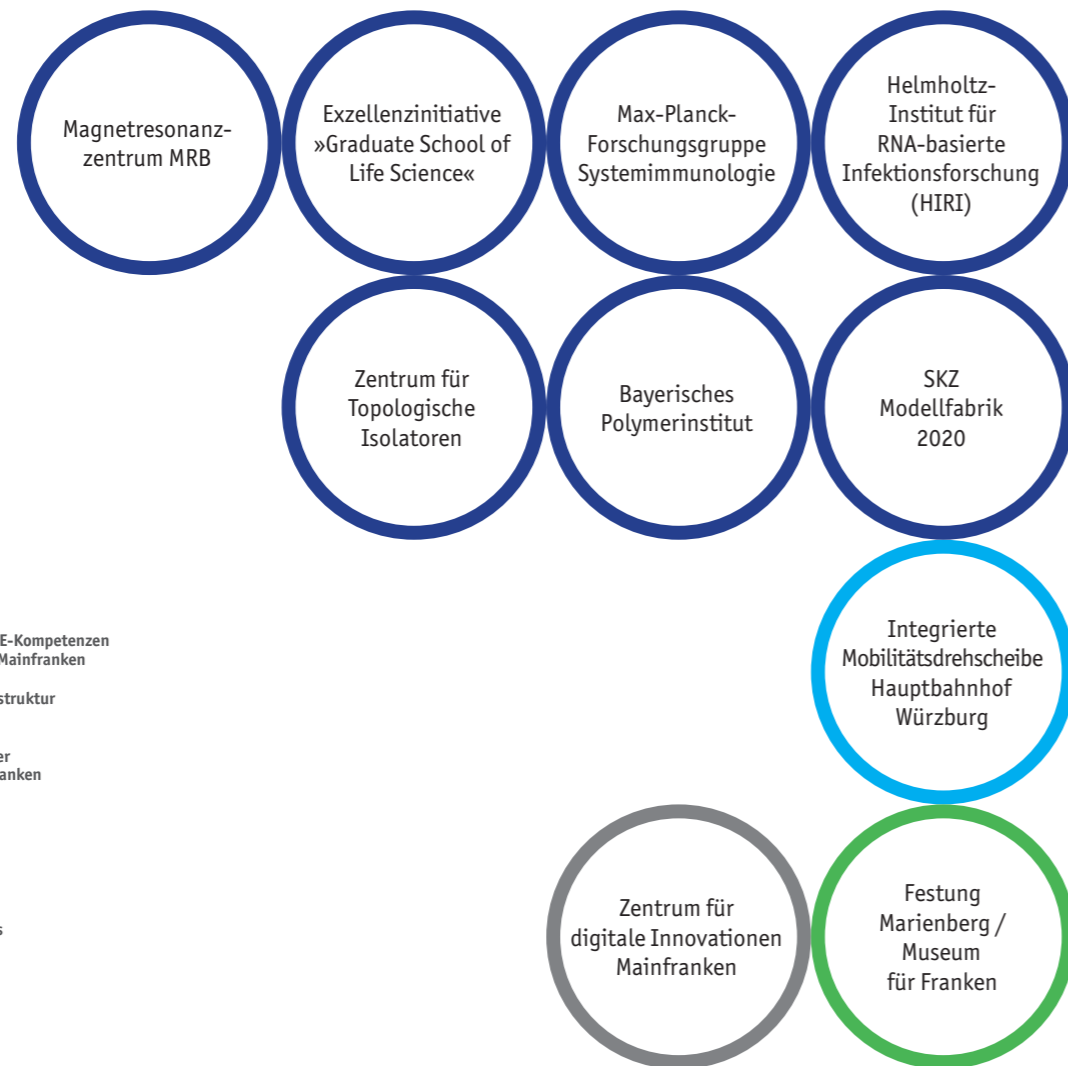 Magnetresonanz-
zentrum MRB
Exzellenzinitiative
»Graduate School of
Life Science«
Max-Planck-
Forschungsgruppe
Systemimmunologie
Helmholtz-
Institut für
RNA-basierte
Infektionsforschung
(HIRI)
Zentrum für
Topologische
Isolatoren
Bayerisches
Polymerinstitut
SKZ
Modellfabrik
2020
E-Kompetenzen
Mainfranken
struktur
Integrierte
Mobilitätsdrehscheibe
Hauptbahnhof
Würzburg
Zentrum für
digitale Innovationen
Mainfranken
Festung
Marienberg /
Museum
für Franken